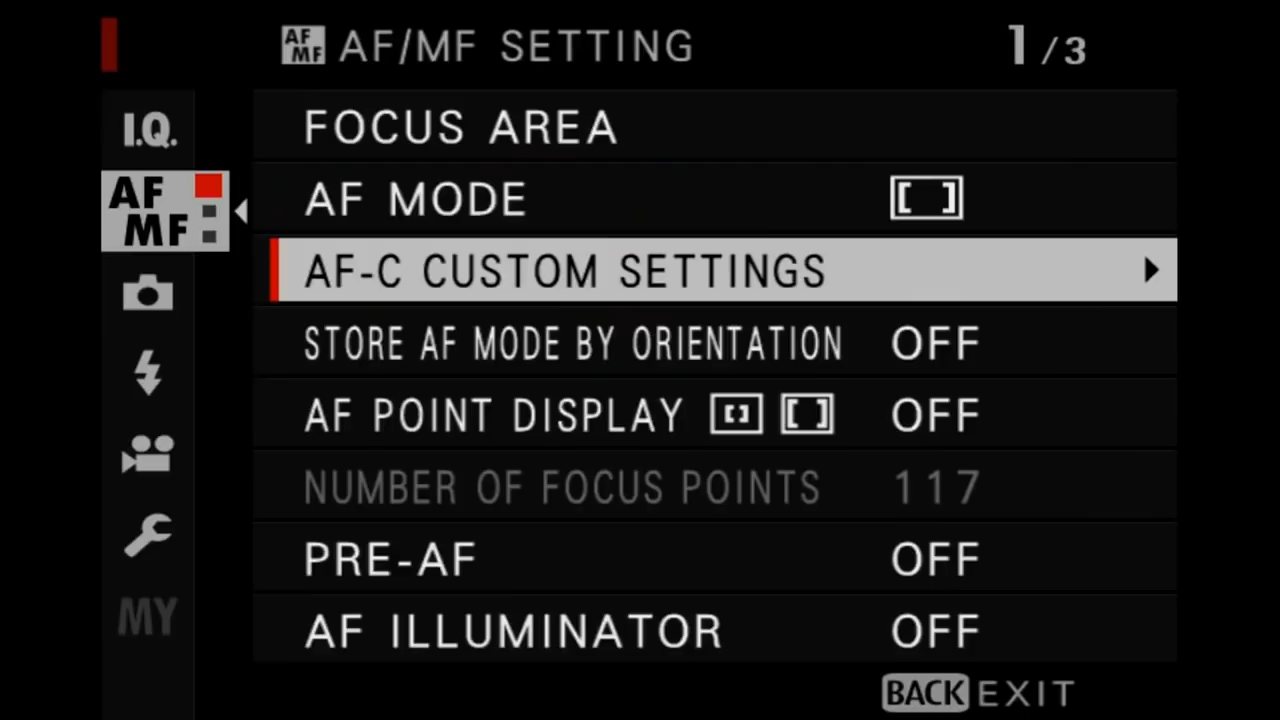 AF MF AF/MF SETTING 1/3
I.Q.
FOCUS AREA
AF MF
AF MODE [ ]
AF-C CUSTOM SETTINGS
STORE AF MODE BY ORIENTATION OFF
AF POINT DISPLAY OFF
NUMBER OF FOCUS POINTS 117
PRE-AF OFF
MY
AF ILLUMINATOR OFF
BACK EXIT